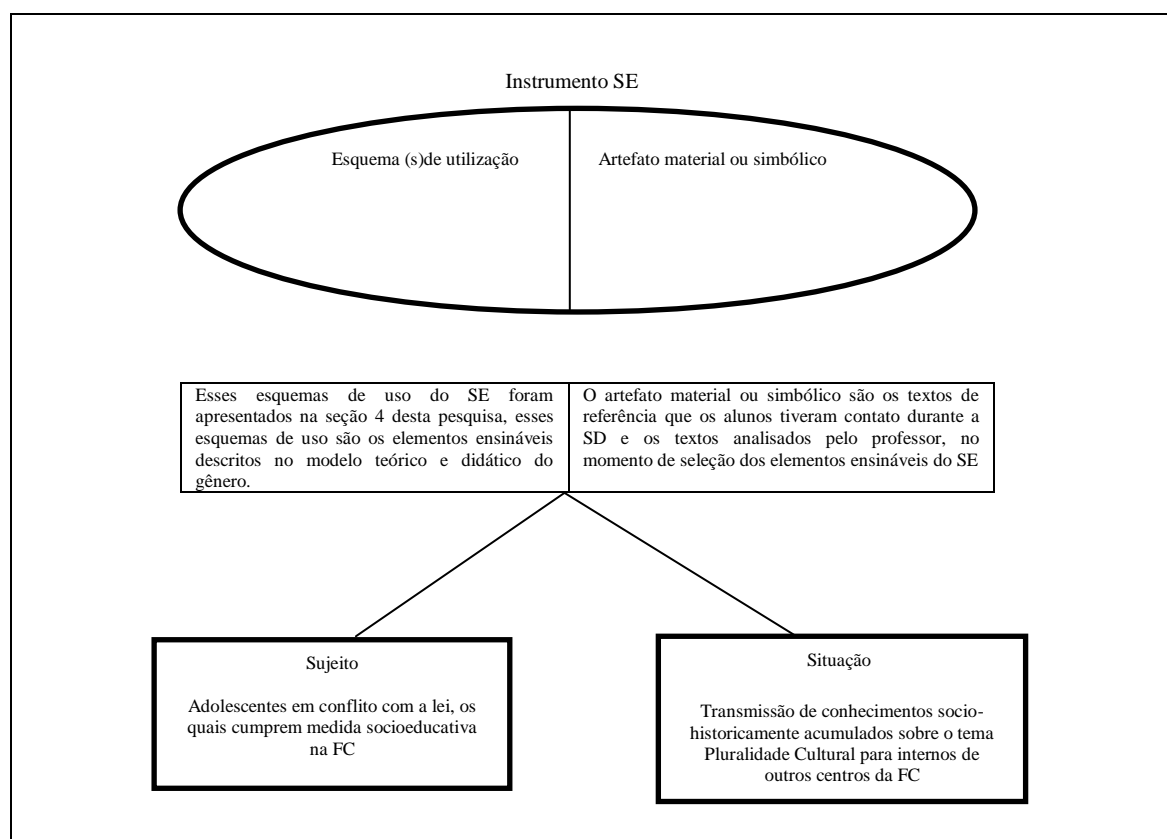 Instrumento SE
Esquema (s)de utilização
Artefato material ou simbólico
Esses esquemas de uso do SE foram
apresentados na seção 4 desta pesquisa, esses
esquemas de uso são os elementos ensináveis
descritos no modelo teórico e didático do
gênero.
O artefato material ou simbólico são os textos de
referência que os alunos tiveram contato durante a
SD e os textos analisados pelo professor, no
momento de seleção dos elementos ensináveis do SE
Sujeito
Adolescentes em conflito com a lei, os
quais cumprem medida socioeducativa
na FC
Situação
Transmissão de conhecimentos socio-
historicamente acumulados sobre o tema
Pluralidade Cultural para internos de
outros centros da FC